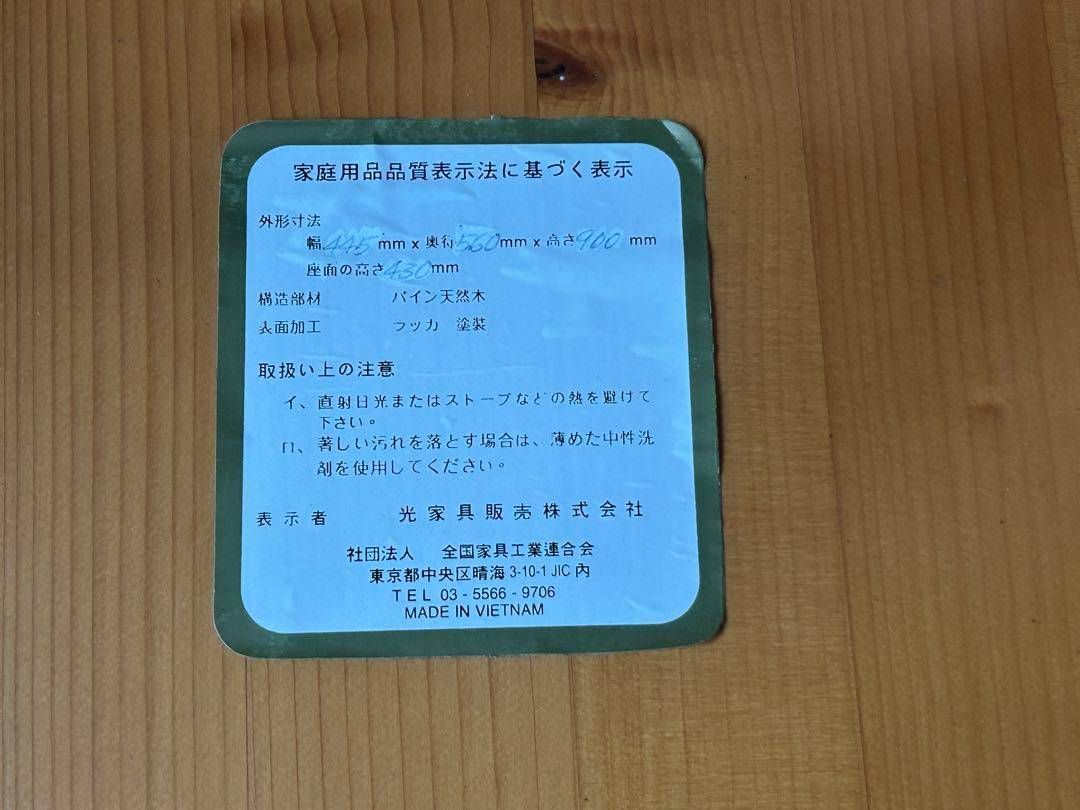 家庭用品品質表示法に基づく表示
外形寸法
幅445mm x 奥行560mm x 高さ900 mm
座面の高さ430mm
構造部材 パイン天然木
表面加工 ラッカ 塗装
取扱い上の注意
イ、直射日光またはストーブなどの熱を避けて
下さい。
ロ、著しい汚れを落とす場合は、薄めた中性洗
剤を使用してください。
表示者 光家具販売株式会社
社団法人 全国家具工業連合会
東京都中央区晴海 3-10-1 JIC 内
TEL 03 - 5566 - 9706
MADE IN VIETNAM